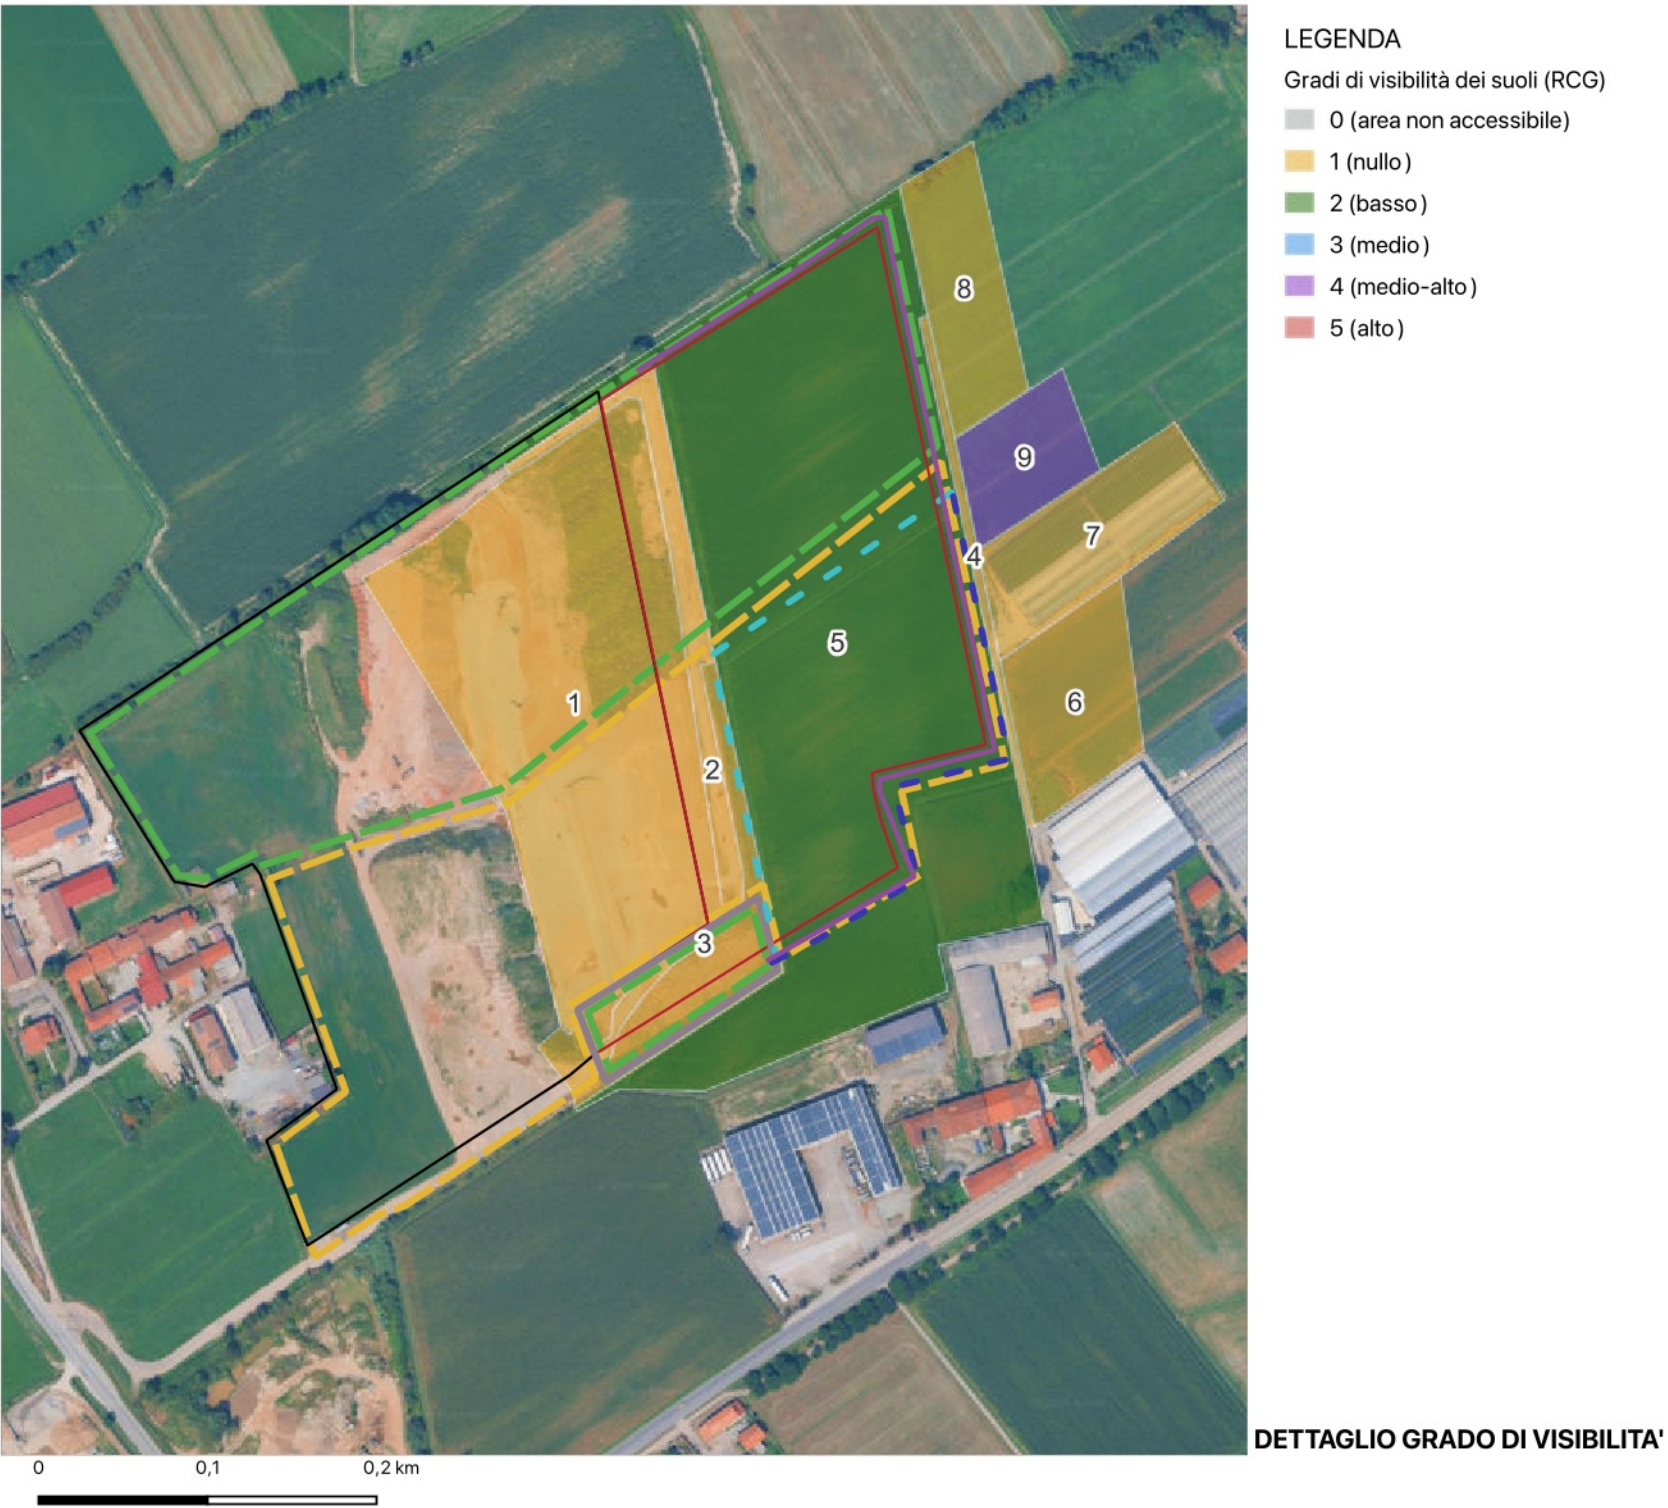 LEGENDA
Gradi di visibilità dei suoli (RCG)
0 (area non accessibile)
1 (nullo)
2 (basso)
3 (medio)
4 (medio-alto)
5 (alto)
8
9
7
4
5
6
1
2
3
DETTAGLIO GRADO DI VISIBILITA'
0 0,1 0,2 km